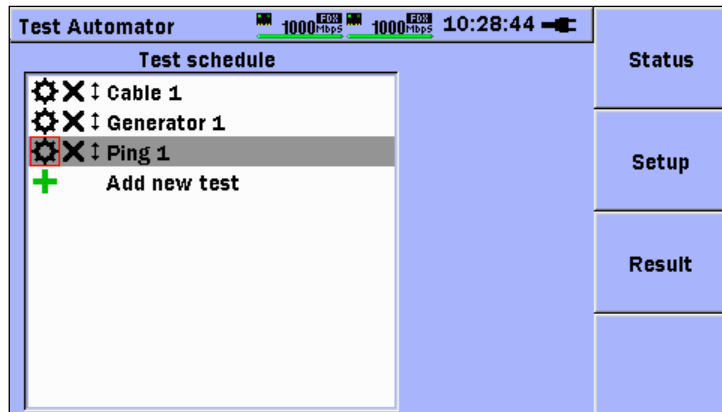 Test Automator 1000 FDX Mbps 1000 FDX Mbps 10:28:44
Test schedule
Cable 1
Generator 1
Ping 1
Add new test
Status
Setup
Result